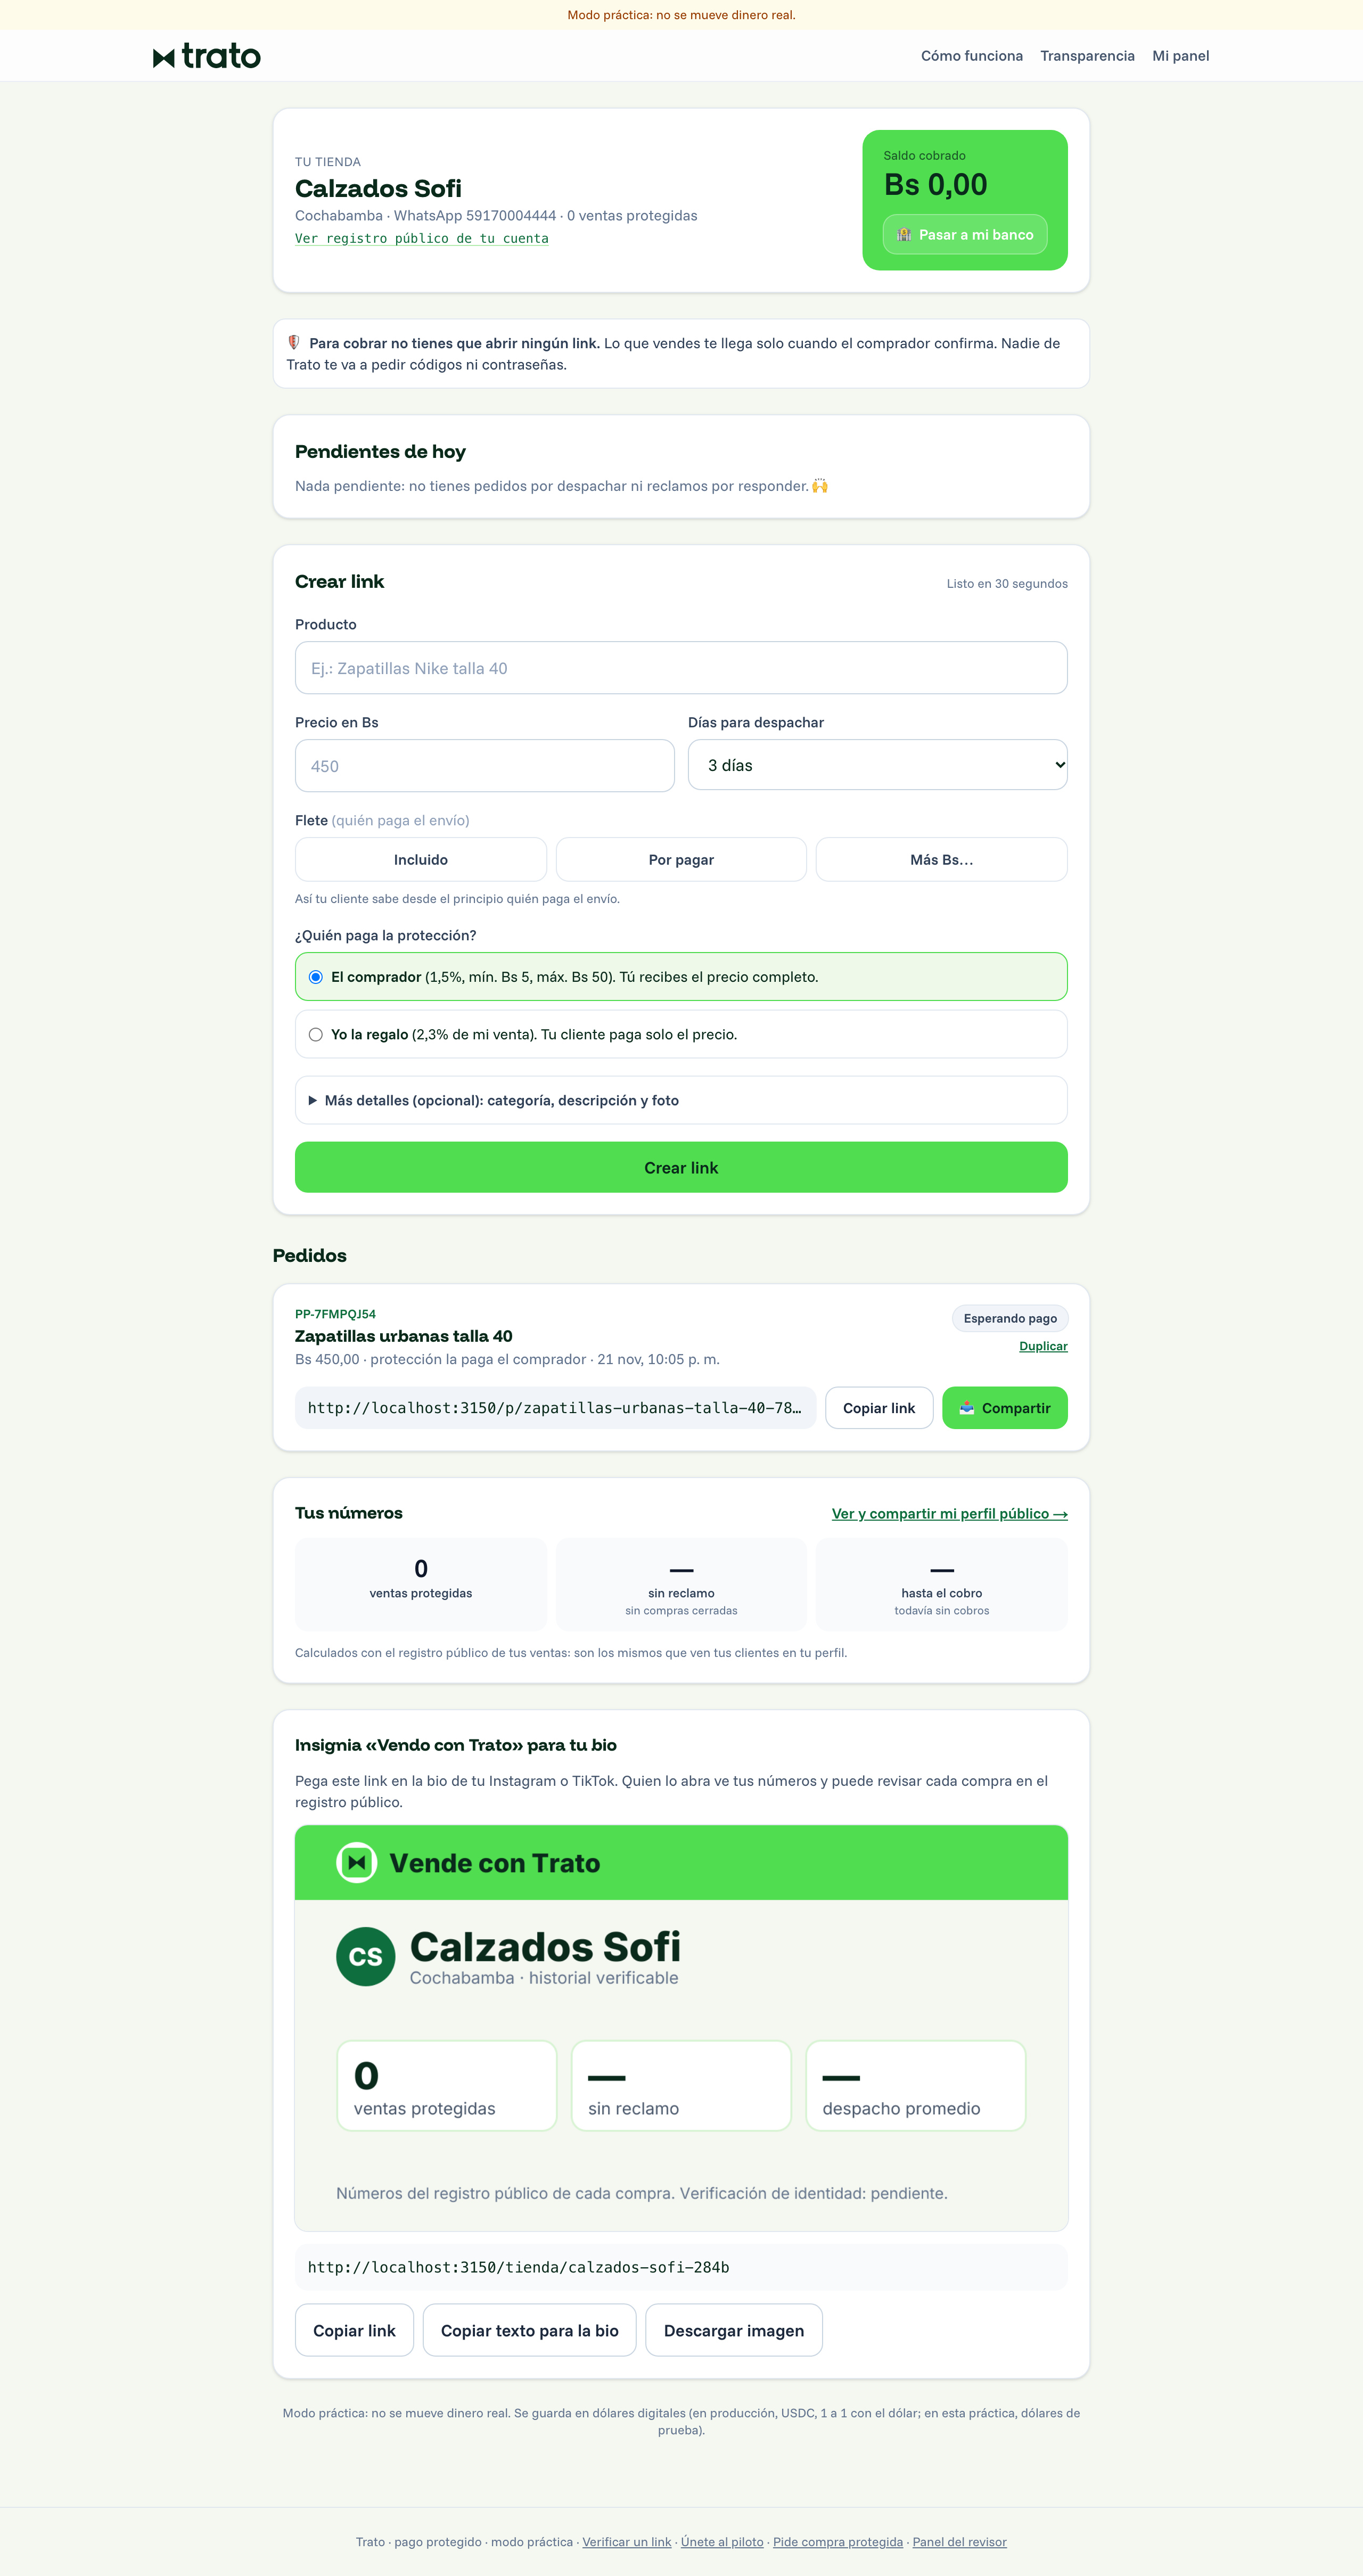 Modo práctica: no se mueve dinero real.
trato
Cómo funciona Transparencia Mi panel
TU TIENDA
Calzados Sofi
Cochabamba · WhatsApp 59170004444 · 0 ventas protegidas
Ver registro público de tu cuenta
Saldo cobrado
Bs 0,00
Pasar a mi banco
Para cobrar no tienes que abrir ningún link. Lo que vendes te llega solo cuando el comprador confirma. Nadie de
Trato te va a pedir códigos ni contraseñas.
Pendientes de hoy
Nada pendiente: no tienes pedidos por despachar ni reclamos por responder.
Crear link
Listo en 30 segundos
Producto
Ej.: Zapatillas Nike talla 40
Precio en Bs
Días para despachar
450
3 días
Flete (quién paga el envío)
Incluido
Por pagar
Más Bs…
Así tu cliente sabe desde el principio quién paga el envío.
¿Quién paga la protección?
El comprador (1,5%, mín. Bs 5, máx. Bs 50). Tú recibes el precio completo.
Yo la regalo (2,3% de mi venta). Tu cliente paga solo el precio.
Más detalles (opcional): categoría, descripción y foto
Crear link
Pedidos
PP-7FMPQJ54
Esperando pago
Zapatillas urbanas talla 40
Duplicar
Bs 450,00 · protección la paga el comprador · 21 nov, 10:05 p. m.
http://localhost:3150/p/zapatillas-urbanas-talla-40-78…
Copiar link
Compartir
Tus números
Ver y compartir mi perfil público →
0
ventas protegidas
—
sin reclamo
sin compras cerradas
—
hasta el cobro
todavía sin cobros
Calculados con el registro público de tus ventas: son los mismos que ven tus clientes en tu perfil.
Insignia «Vendo con Trato» para tu bio
Pega este link en la bio de tu Instagram o TikTok. Quien lo abra ve tus números y puede revisar cada compra en el
registro público.
Vende con Trato
CS
Calzados Sofi
Cochabamba · historial verificable
0
ventas protegidas
—
sin reclamo
—
despacho promedio
Números del registro público de cada compra. Verificación de identidad: pendiente.
http://localhost:3150/tienda/calzados-sofi-284b
Copiar link
Copiar texto para la bio
Descargar imagen
Modo práctica: no se mueve dinero real. Se guarda en dólares digitales (en producción, USDC, 1 a 1 con el dólar; en esta práctica, dólares de
prueba).
Trato · pago protegido · modo práctica · Verificar un link · Únete al piloto · Pide compra protegida · Panel del revisor